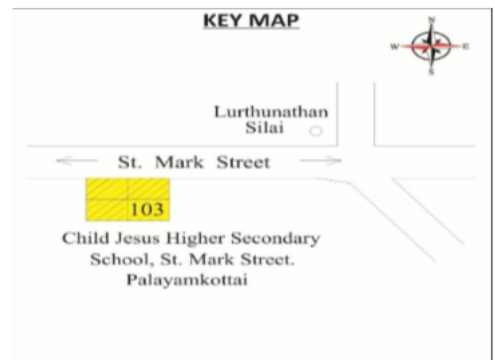 KEY MAP
N
W E
S
Lurthunathan
Silai
St. Mark Street
103
Child Jesus Higher Secondary
School, St. Mark Street.
Palayamkottai